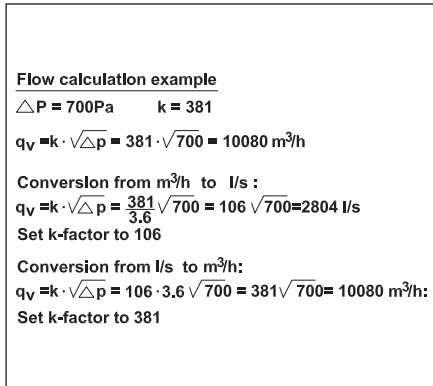 Flow calculation example
△P = 700Pa k = 381
qv =k · √△p = 381 · √700 = 10080 m³/h
Conversion from m³/h to l/s :
qv =k · √△p = 381/3.6 √700 = 106 √700=2804 l/s
Set k-factor to 106
Conversion from l/s to m³/h:
qv =k · √△p = 106 · 3.6 √700 = 381√700= 10080 m³/h:
Set k-factor to 381